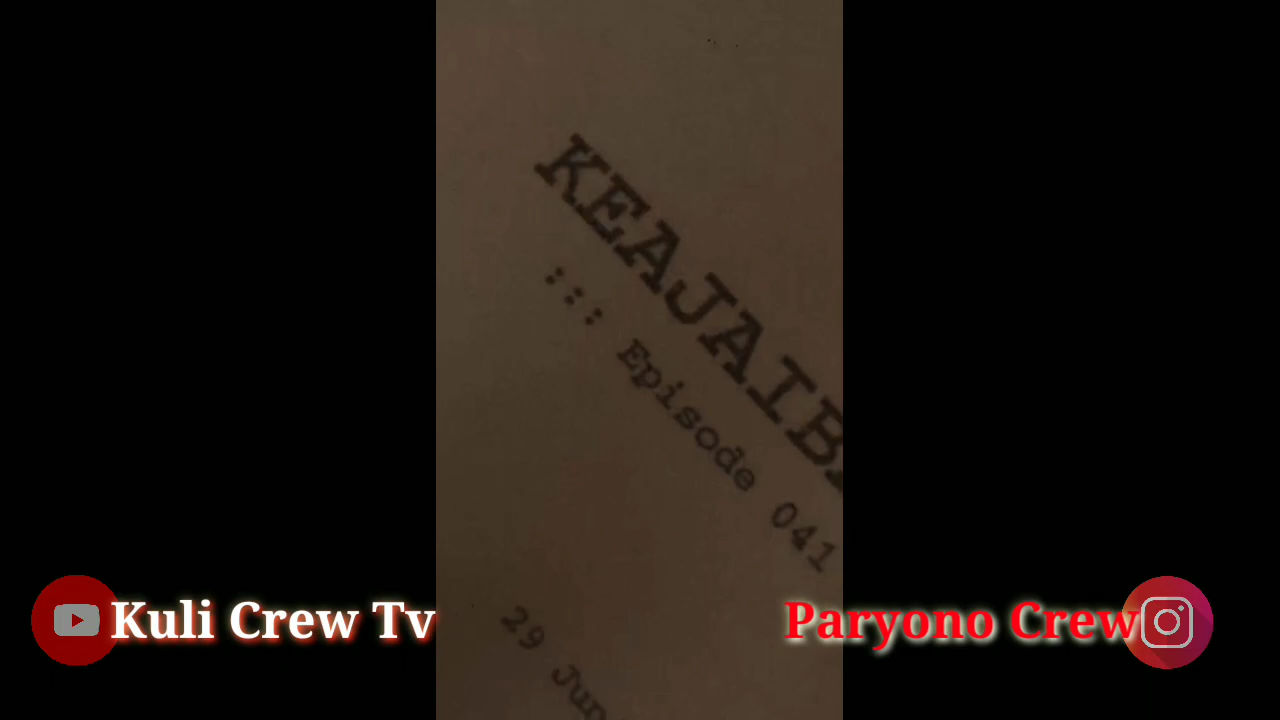 KEAJAIB
::: Episode 041
29 Jun
Kuli Crew Tv
Paryono Crew